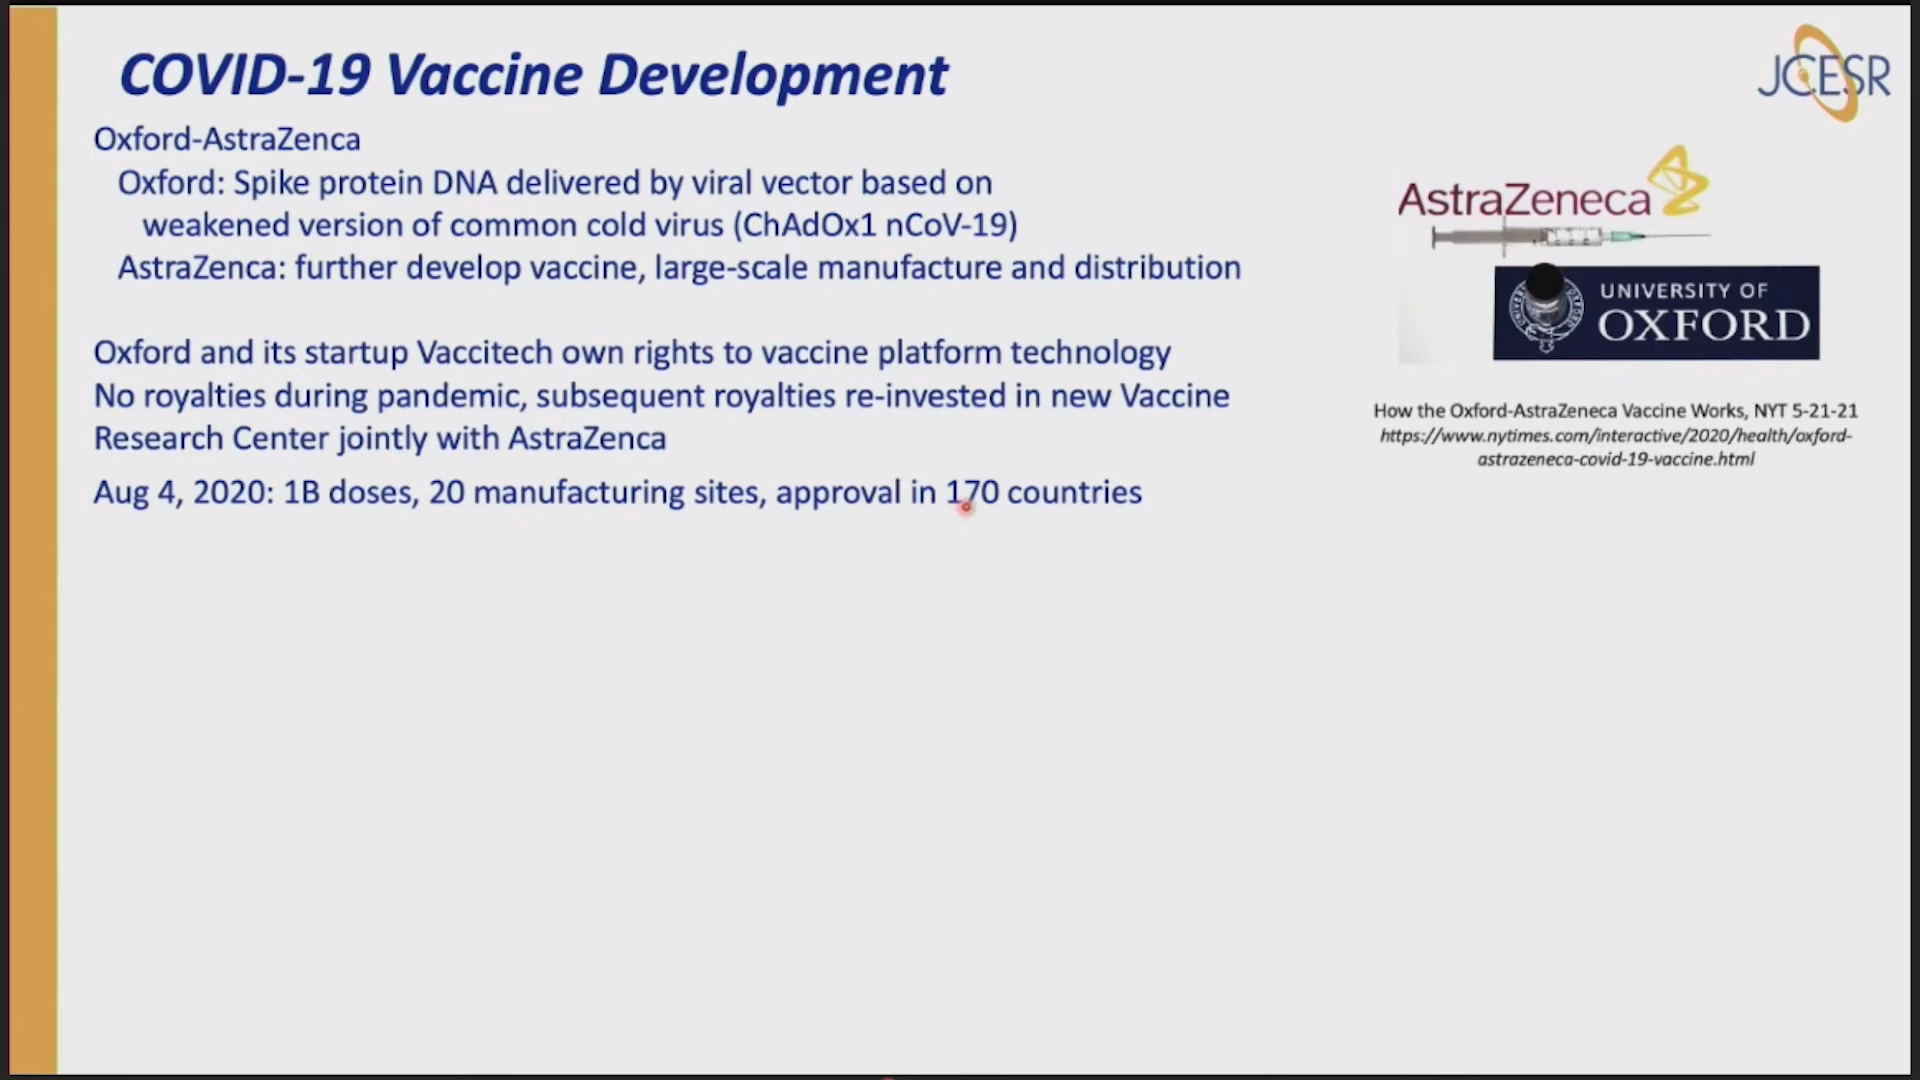 COVID-19 Vaccine Development
JCESR
Oxford-AstraZenca
Oxford: Spike protein DNA delivered by viral vector based on
weakened version of common cold virus (ChAdOx1 nCoV-19)
AstraZenca: further develop vaccine, large-scale manufacture and distribution
Oxford and its startup Vaccitech own rights to vaccine platform technology
No royalties during pandemic, subsequent royalties re-invested in new Vaccine
Research Center jointly with AstraZenca
Aug 4, 2020: 1B doses, 20 manufacturing sites, approval in 170 countries
AstraZeneca
UNIVERSITY OF
OXFORD
How the Oxford-AstraZeneca Vaccine Works, NYT 5-21-21
https://www.nytimes.com/interactive/2020/health/oxford-
astrazeneca-covid-19-vaccine.html